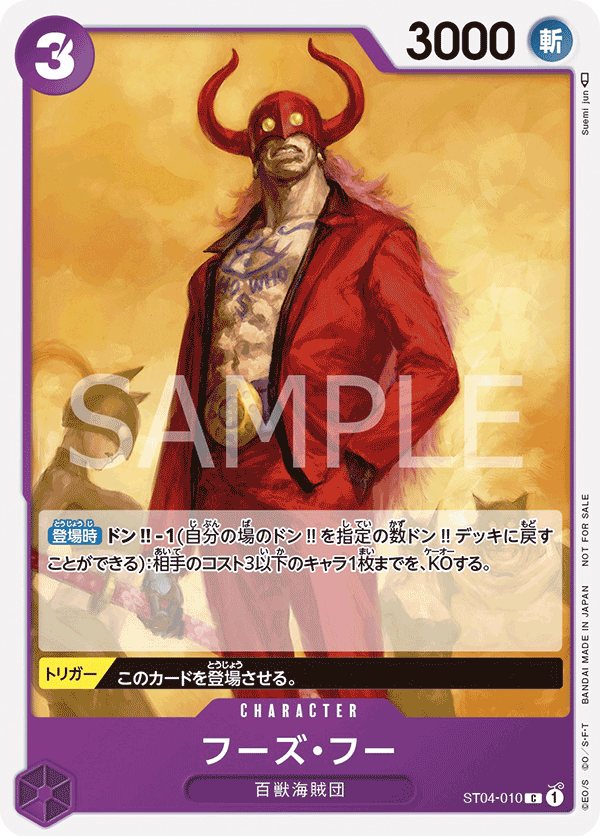 3
3000
斬
Suemi jun
WHO
SAMPLE
登場時 ドン!!-1(自分の場のドン!!を指定の数ドン!!デッキに戻す
ことができる):相手のコスト3以下のキャラ1枚までを、KOする。
トリガー このカードを登場させる。
CHARACTER
フーズ・フー
百獣海賊団
ST04-010 C 1
©E.O/S. ©O/S・F・T BANDAI MADE IN JAPAN NOT FOR SALE